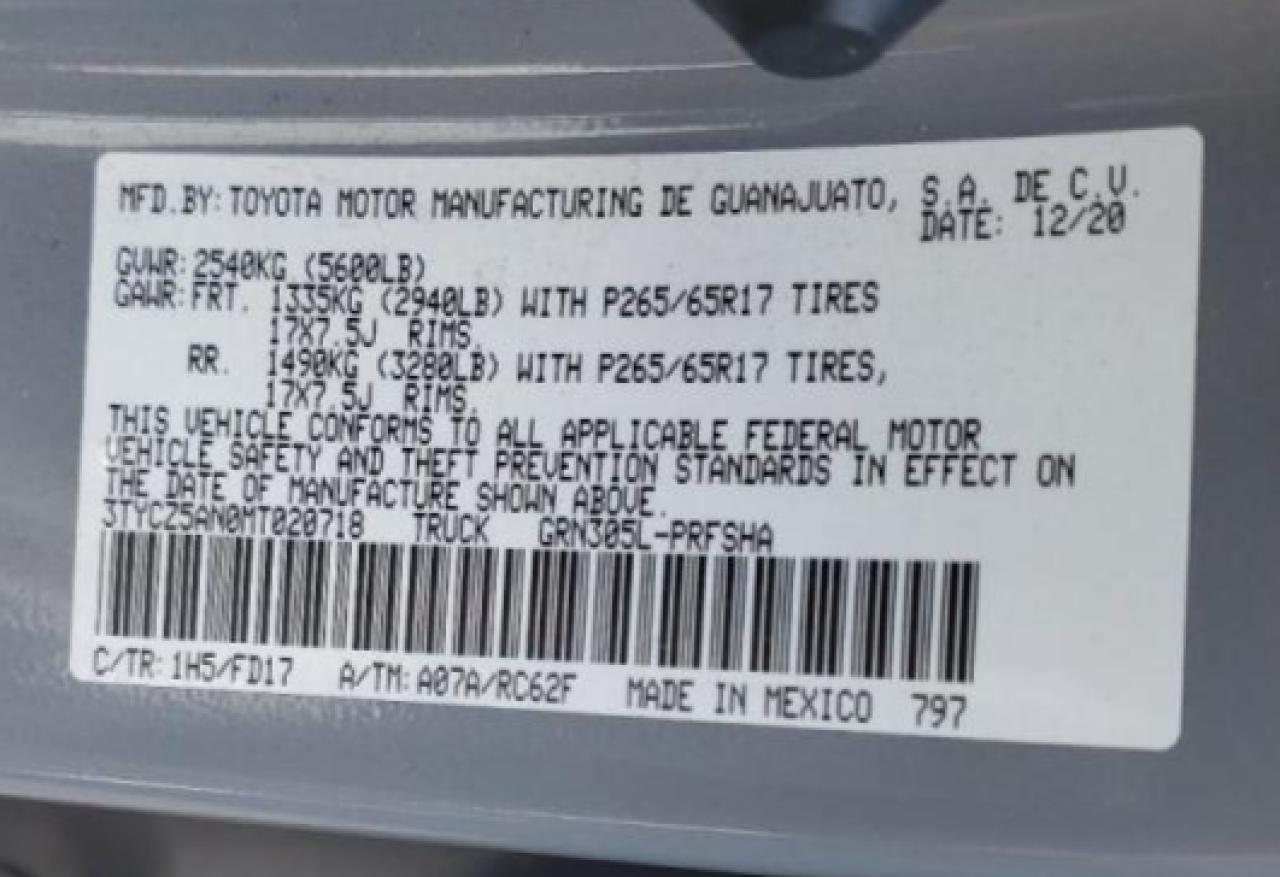 MFD.BY: TOYOTA MOTOR MANUFACTURING DE GUANAJUATO, S.A. DE C.V.
DATE: 12/20
GVWR: 2540KG (5600LB)
GAWR: FRT. 1335KG (2940LB) WITH P265/65R17 TIRES
17X7.5J RIMS,
RR. 1490KG (3280LB) WITH P265/65R17 TIRES,
17X7.5J RIMS,
THIS VEHICLE CONFORMS TO ALL APPLICABLE FEDERAL MOTOR
VEHICLE SAFETY AND THEFT PREVENTION STANDARDS IN EFFECT ON
THE DATE OF MANUFACTURE SHOWN ABOVE.
3TYCZ5AN0MT020718 TRUCK GRN305L-PRFSHA
C/TR: 1H5/FD17 A/TM: A07A/RC62F MADE IN MEXICO 797